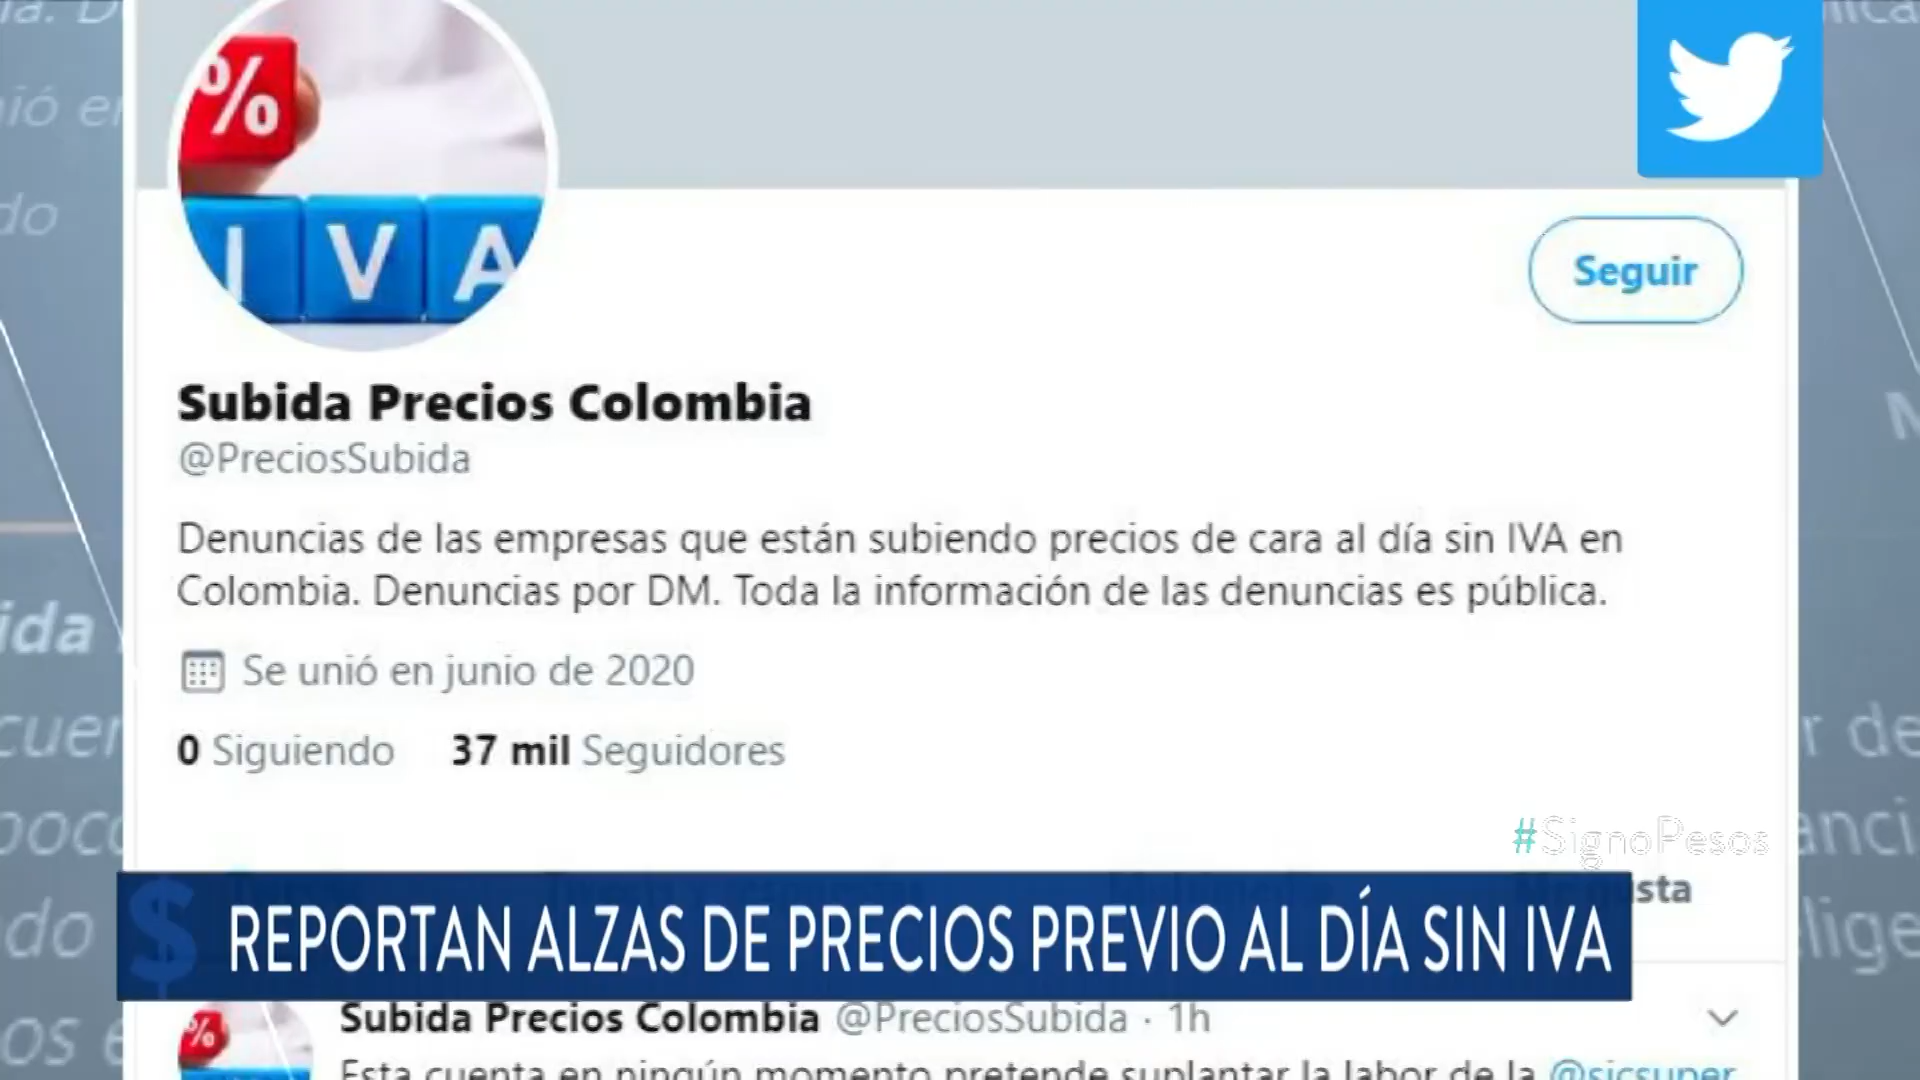 %
I V A
Seguir
Subida Precios Colombia
@PreciosSubida
Denuncias de las empresas que están subiendo precios de cara al día sin IVA en
Colombia. Denuncias por DM. Toda la información de las denuncias es pública.
Se unió en junio de 2020
0 Siguiendo 37 mil Seguidores
#SignoPesos
$ REPORTAN ALZAS DE PRECIOS PREVIO AL DÍA SIN IVA
Subida Precios Colombia @PreciosSubida · 1h
%
Esta cuenta en ningún momento pretende suplantar la labor de la @sicsuper